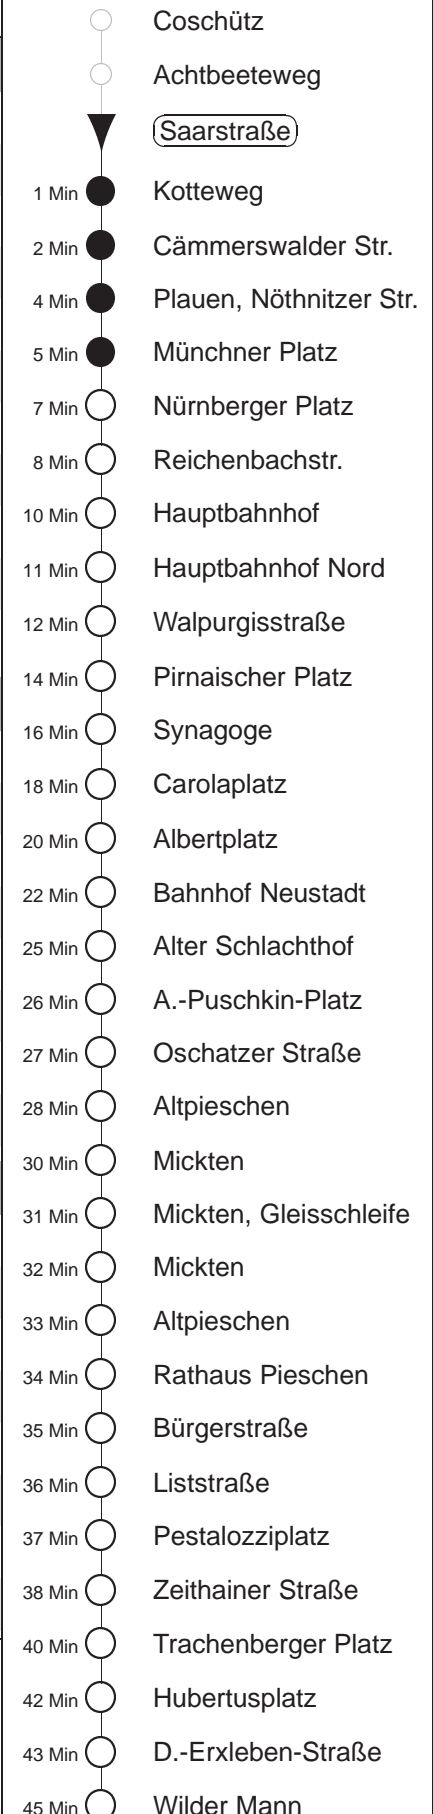 Coschütz
Achtbeeteweg
Saarstraße
1 Min Kotteweg
2 Min Cämmerswalder Str.
4 Min Plauen, Nöthnitzer Str.
5 Min Münchner Platz
7 Min Nürnberger Platz
8 Min Reichenbachstr.
10 Min Hauptbahnhof
11 Min Hauptbahnhof Nord
12 Min Walpurgisstraße
14 Min Pirnaischer Platz
16 Min Synagoge
18 Min Carolaplatz
20 Min Albertplatz
22 Min Bahnhof Neustadt
25 Min Alter Schlachthof
26 Min A.-Puschkin-Platz
27 Min Oschatzer Straße
28 Min Altpieschen
30 Min Mickten
31 Min Mickten, Gleisschleife
32 Min Mickten
33 Min Altpieschen
34 Min Rathaus Pieschen
35 Min Bürgerstraße
36 Min Liststraße
37 Min Pestalozziplatz
38 Min Zeithainer Straße
40 Min Trachenberger Platz
42 Min Hubertusplatz
43 Min D.-Erxleben-Straße
45 Min Wilder Mann